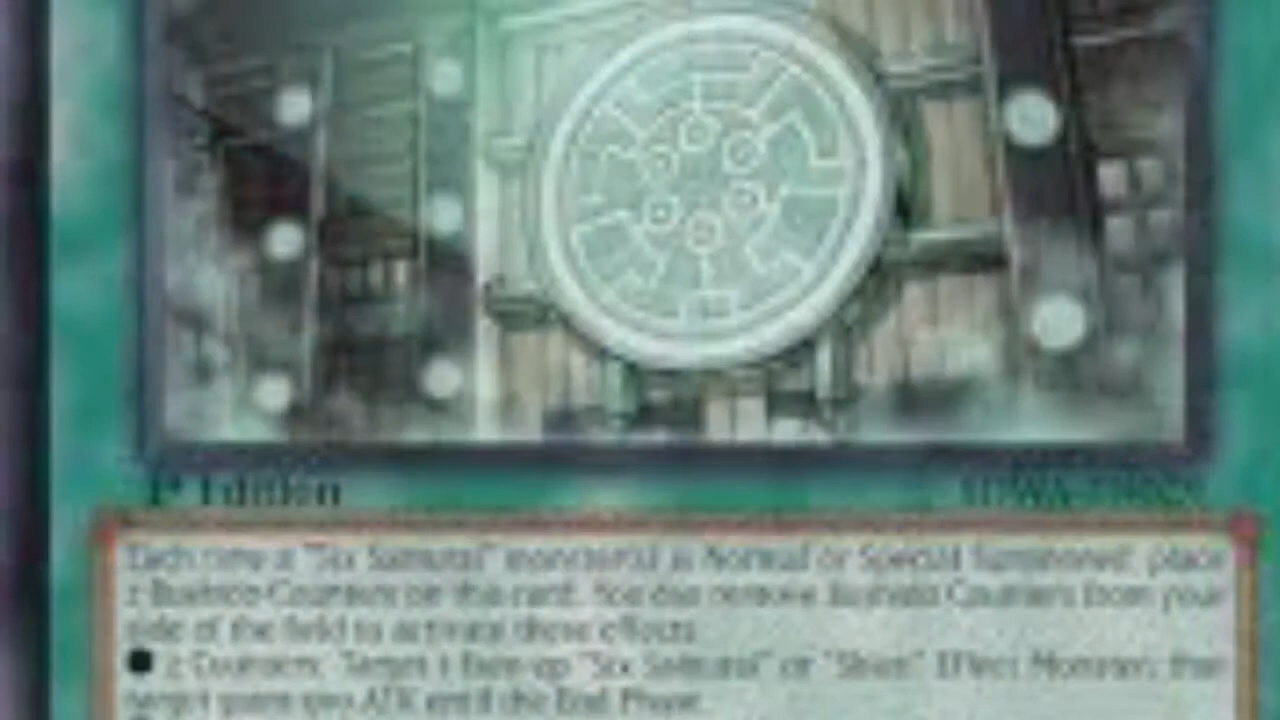 1st Edition
Each time a "Six Samurai" monster(s) is Normal or Special Summoned, place
2 Bushido Counters on this card. You can remove Bushido Counters from your
side of the field to activate these effects.
● 2 Counters: Target 1 face-up "Six Samurai" or "Shien" Effect Monster; that
target gains 500 ATK until the End Phase.